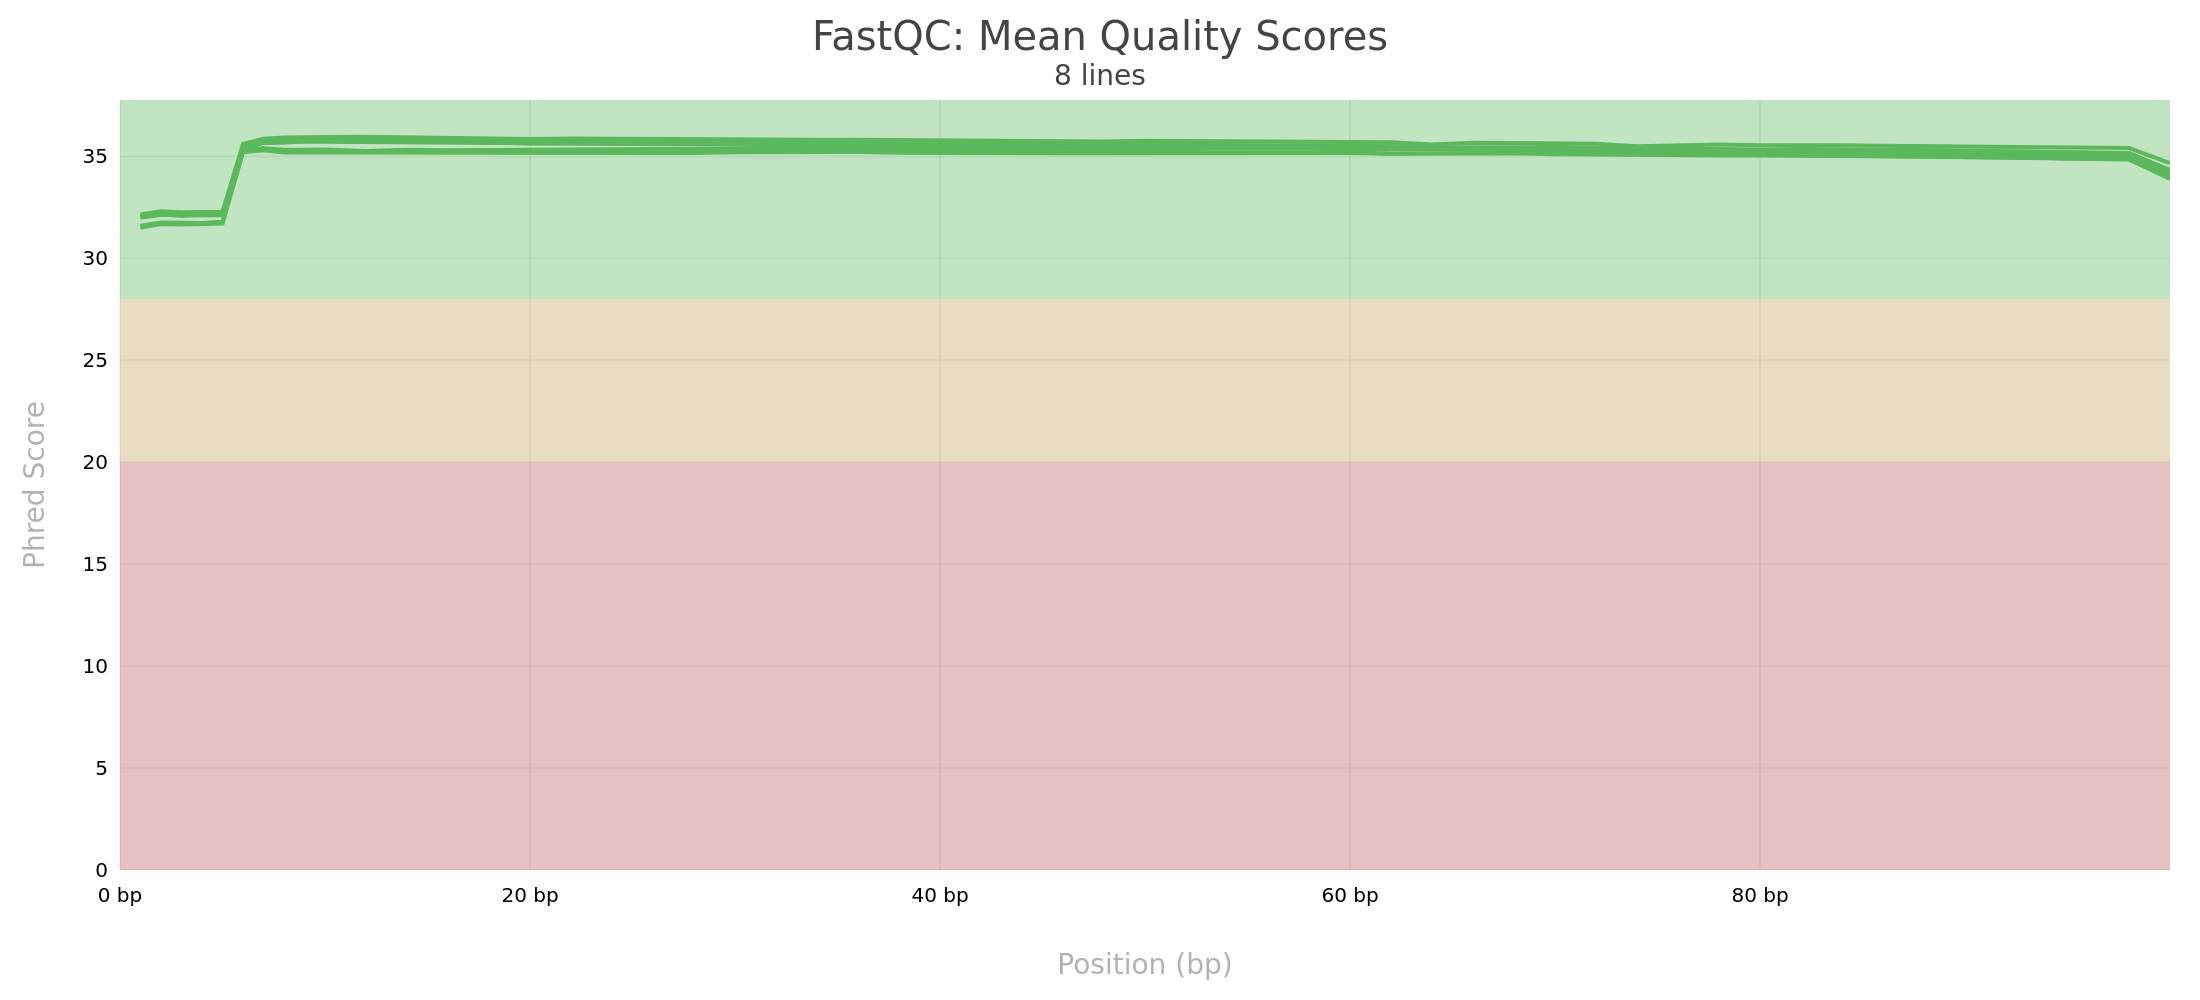 FastQC: Mean Quality Scores
8 lines
Phred Score
35
30
25
20
15
10
5
0
0 bp
20 bp
40 bp
60 bp
80 bp
Position (bp)